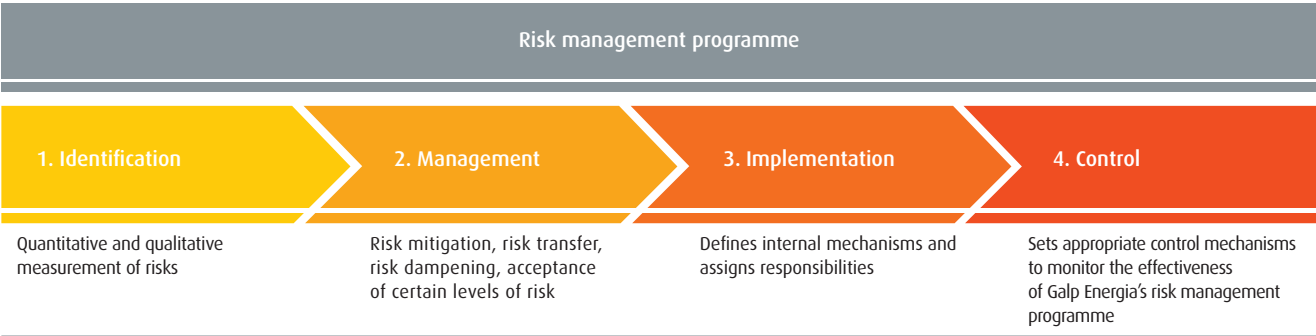 Risk management programme
1. Identification
2. Management
3. Implementation
4. Control
Quantitative and qualitative
measurement of risks
Risk mitigation, risk transfer,
risk dampening, acceptance
of certain levels of risk
Defines internal mechanisms and
assigns responsibilities
Sets appropriate control mechanisms
to monitor the effectiveness
of Galp Energia's risk management
programme